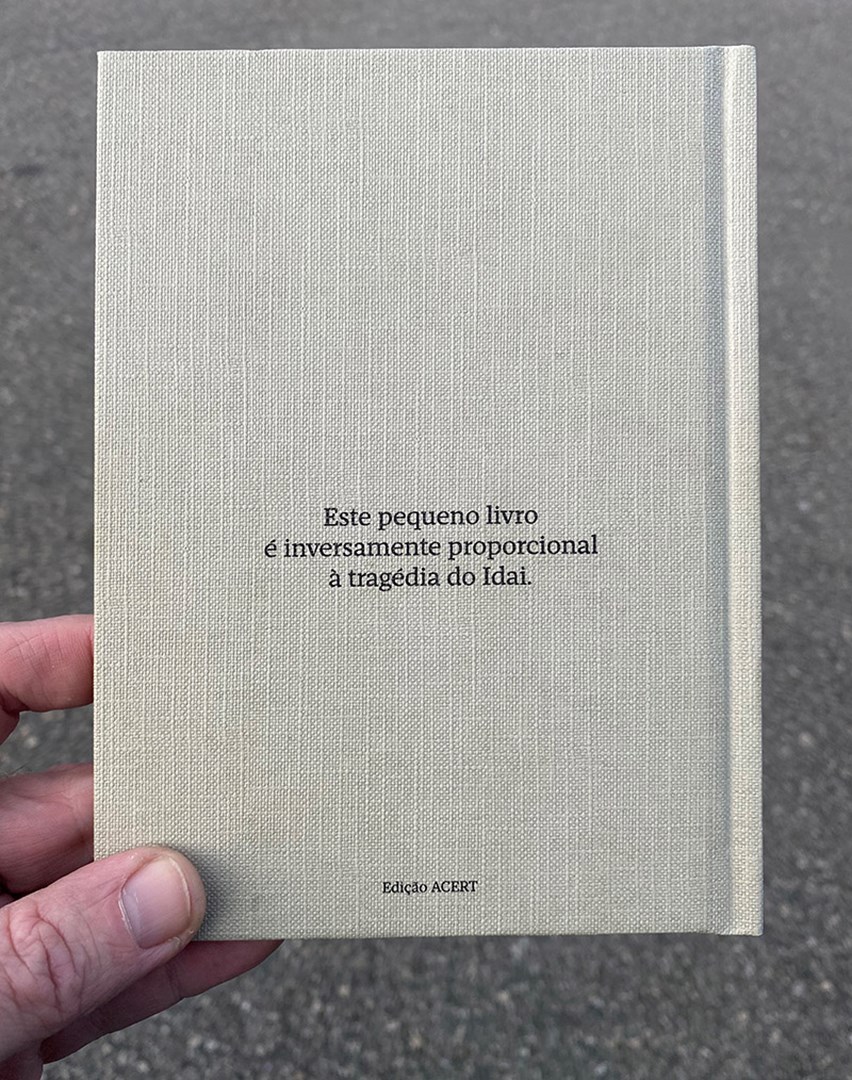 Este pequeno livro
é inversamente proporcional
à tragédia do Idai.
Edição ACERT